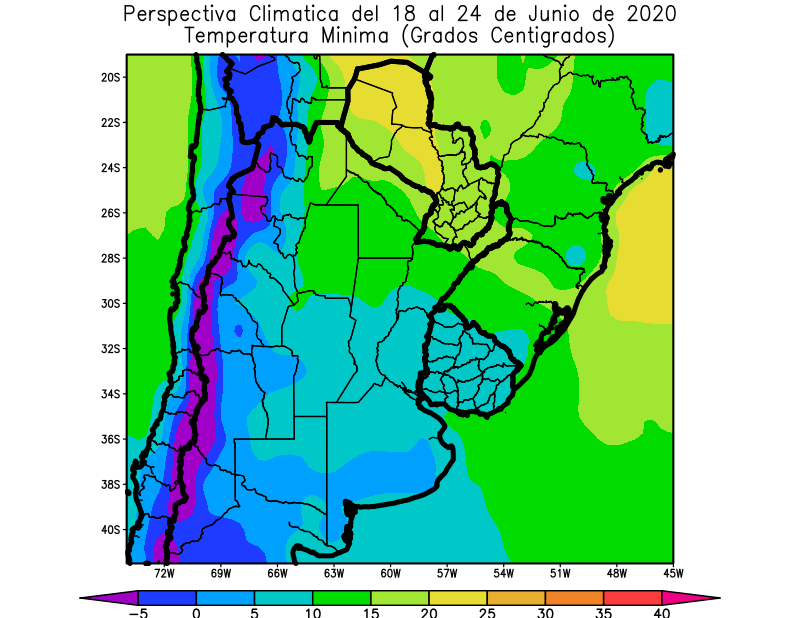 Perspectiva Climatica del 18 al 24 de Junio de 2020
Temperatura Minima (Grados Centigrados)
20S
22S
24S
26S
28S
30S
32S
34S
36S
38S
40S
72W 69W 66W 63W 60W 57W 54W 51W 48W 45W
−5 0 5 10 15 20 25 30 35 40